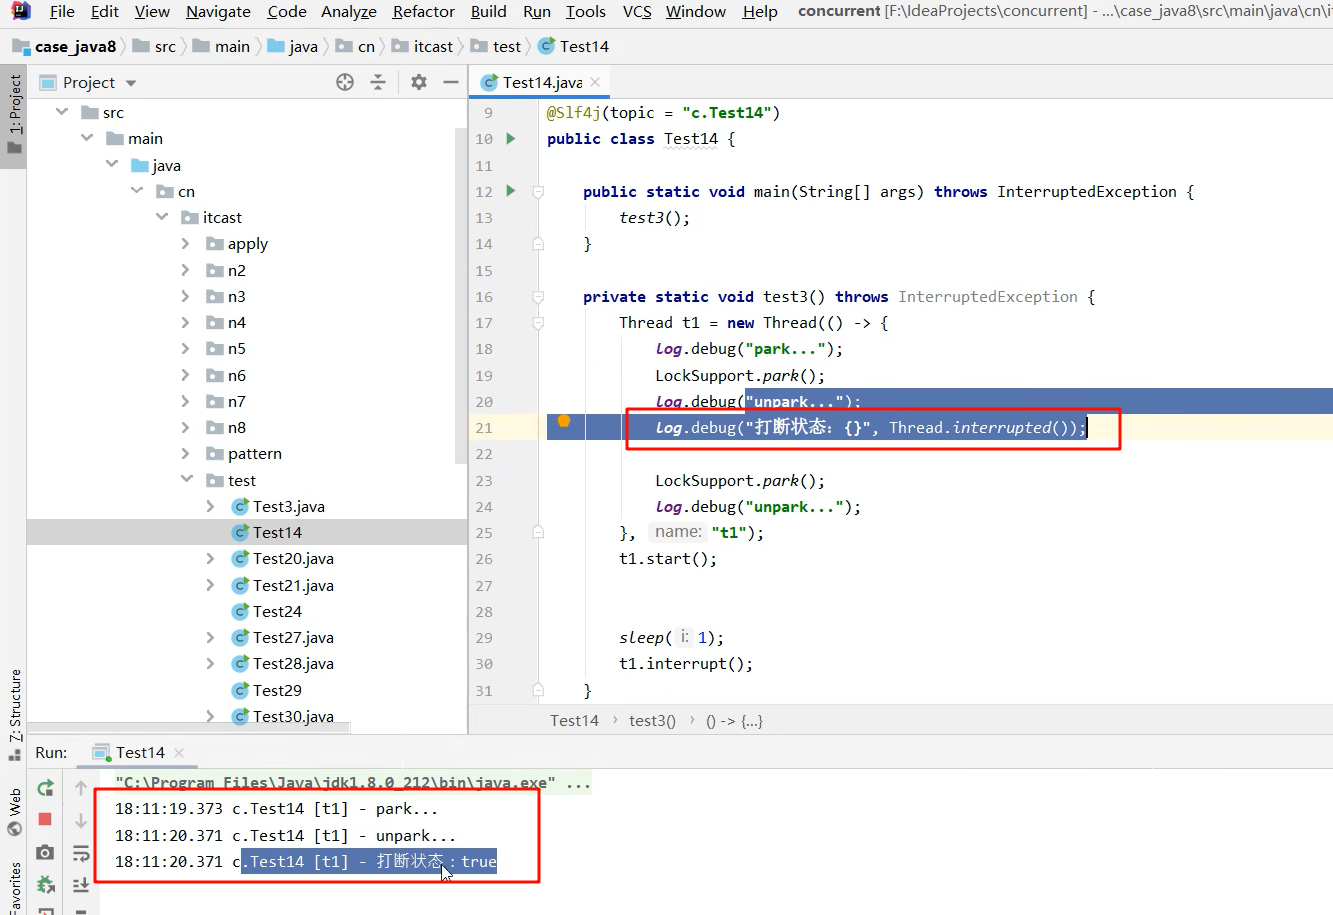 File Edit View Navigate Code Analyze Refactor Build Run Tools VCS Window Help concurrent [F:\IdeaProjects\concurrent] - ...\case_java8\src\main\java\cn\i
case_java8 src main java cn itcast test Test14
1: Project
Project
src
main
java
cn
itcast
apply
n2
n3
n4
n5
n6
n7
n8
pattern
test
Test3.java
Test14
Test20.java
Test21.java
Test24
Test27.java
Test28.java
Test29
Test30.java
Test14.java
9 @Slf4j(topic = "c.Test14")
10 public class Test14 {
11
12 public static void main(String[] args) throws InterruptedException {
13 test3();
14 }
15
16 private static void test3() throws InterruptedException {
17 Thread t1 = new Thread(() -> {
18 log.debug("park...");
19 LockSupport.park();
20 log.debug("unpark...");
21 log.debug("打断状态：{}", Thread.interrupted());
22
23 LockSupport.park();
24 log.debug("unpark...");
25 }, name: "t1");
26 t1.start();
27
28
29 sleep( i: 1);
30 t1.interrupt();
31 }
Test14 › test3() › () -> {...}
Z: Structure
Web
Favorites
Run: Test14
"C:\Program Files\Java\jdk1.8.0_212\bin\java.exe" ...
18:11:19.373 c.Test14 [t1] - park...
18:11:20.371 c.Test14 [t1] - unpark...
18:11:20.371 c.Test14 [t1] - 打断状态：true